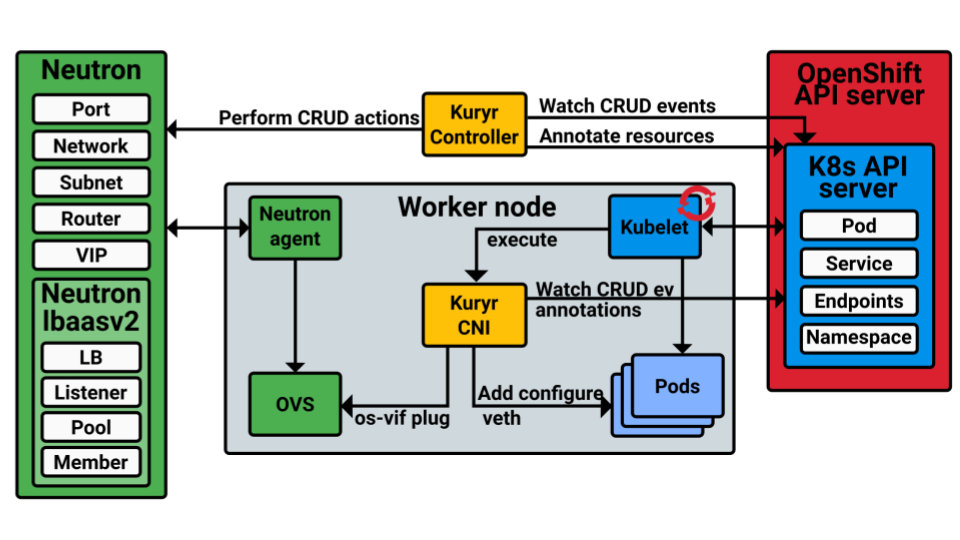 Neutron
Port
Network
Subnet
Router
VIP
Neutron
lbaasv2
LB
Listener
Pool
Member
Perform CRUD actions
Kuryr
Controller
Watch CRUD events
Annotate resources
OpenShift
API server
K8s API
server
Pod
Service
Endpoints
Namespace
Worker node
Neutron
agent
Kubelet
execute
Kuryr
CNI
Watch CRUD ev
annotations
OVS
os-vif plug
Add configure
veth
Pods